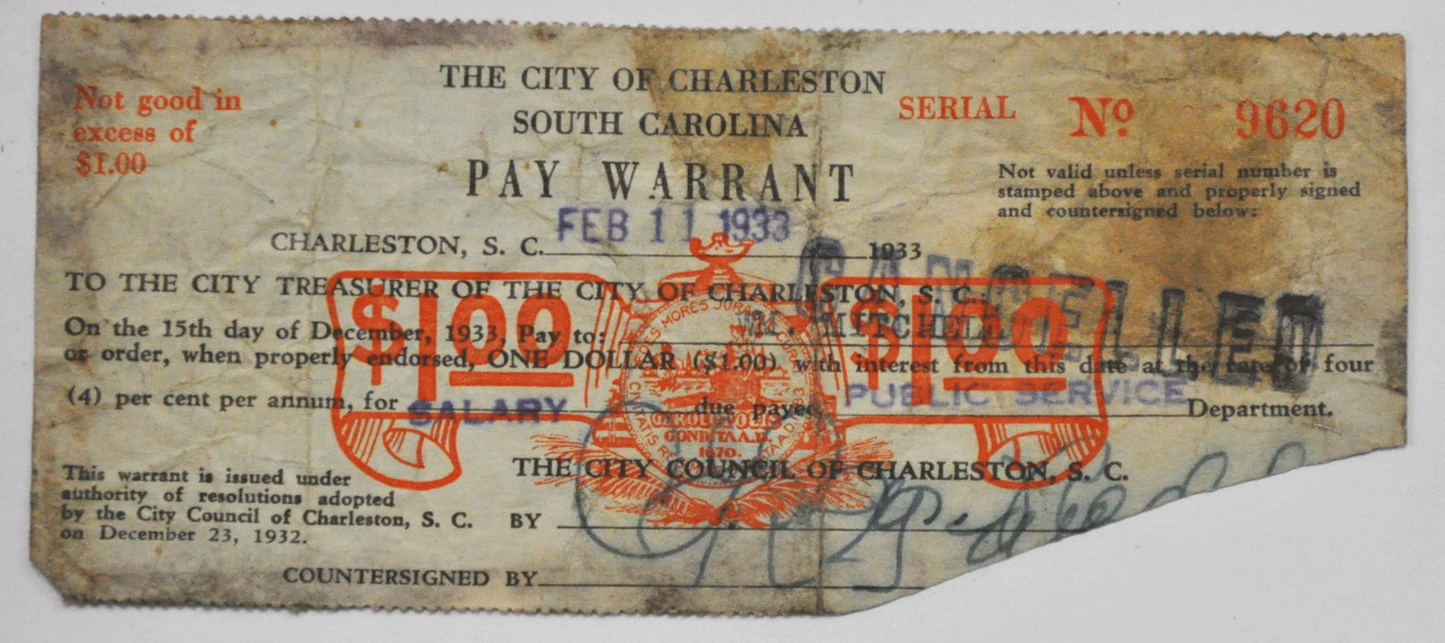 THE CITY OF CHARLESTON
SOUTH CAROLINA
PAY WARRANT
Not good in
excess of
$1.00
SERIAL Nº 9620
Not valid unless serial number is
stamped above and properly signed
and countersigned below:
CHARLESTON, S. C. FEB 11 1933 1933
CANCELLED
TO THE CITY TREASURER OF THE CITY OF CHARLESTON, S. C.:
On the 15th day of December, 1933, Pay to: MITCHELL
or order, when properly endorsed, ONE DOLLAR ($1.00) with interest from this date at the rate of four
(4) per cent per annum, for SALARY due payee, PUBLIC SERVICE Department.
$1.00
$1.00
CAROLOPOLIS
CONDITA A.D.
1670.
THE CITY COUNCIL OF CHARLESTON, S. C.
This warrant is issued under
authority of resolutions adopted
by the City Council of Charleston, S. C.
on December 23, 1932.
BY
COUNTERSIGNED BY